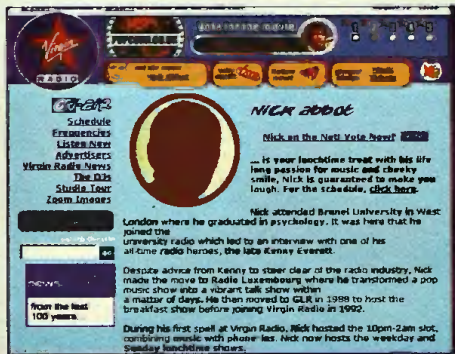 Virgin
RADIO
on-air
Schedule
Frequencies
Listen Now
Advertisers
Virgin Radio News
The DJs
Studio Tour
Zoom Images
from the last
100 years...
Nick Abbot
Nick on the Net! Vote Now!
... is your lunchtime treat with his life
long passion for music and cheeky
smile, Nick is guaranteed to make you
laugh. For the schedule, click here.
Nick attended Brunel University in West
London where he graduated in psychology. It was here that he
joined the
university radio which led to an interview with one of his
all-time radio heroes, the late Kenny Everett.
Despite advice from Kenny to steer clear of the radio industry, Nick
made the move to Radio Luxembourg where he transformed a pop
music show into a vibrant talk show within
a matter of days. He then moved to GLR in 1988 to host the
breakfast show before joining Virgin Radio in 1992.
During his first spell at Virgin Radio, Nick hosted the 10pm-2am slot,
combining music with phone-ins. Nick now hosts the weekday and
Sunday lunchtime shows.